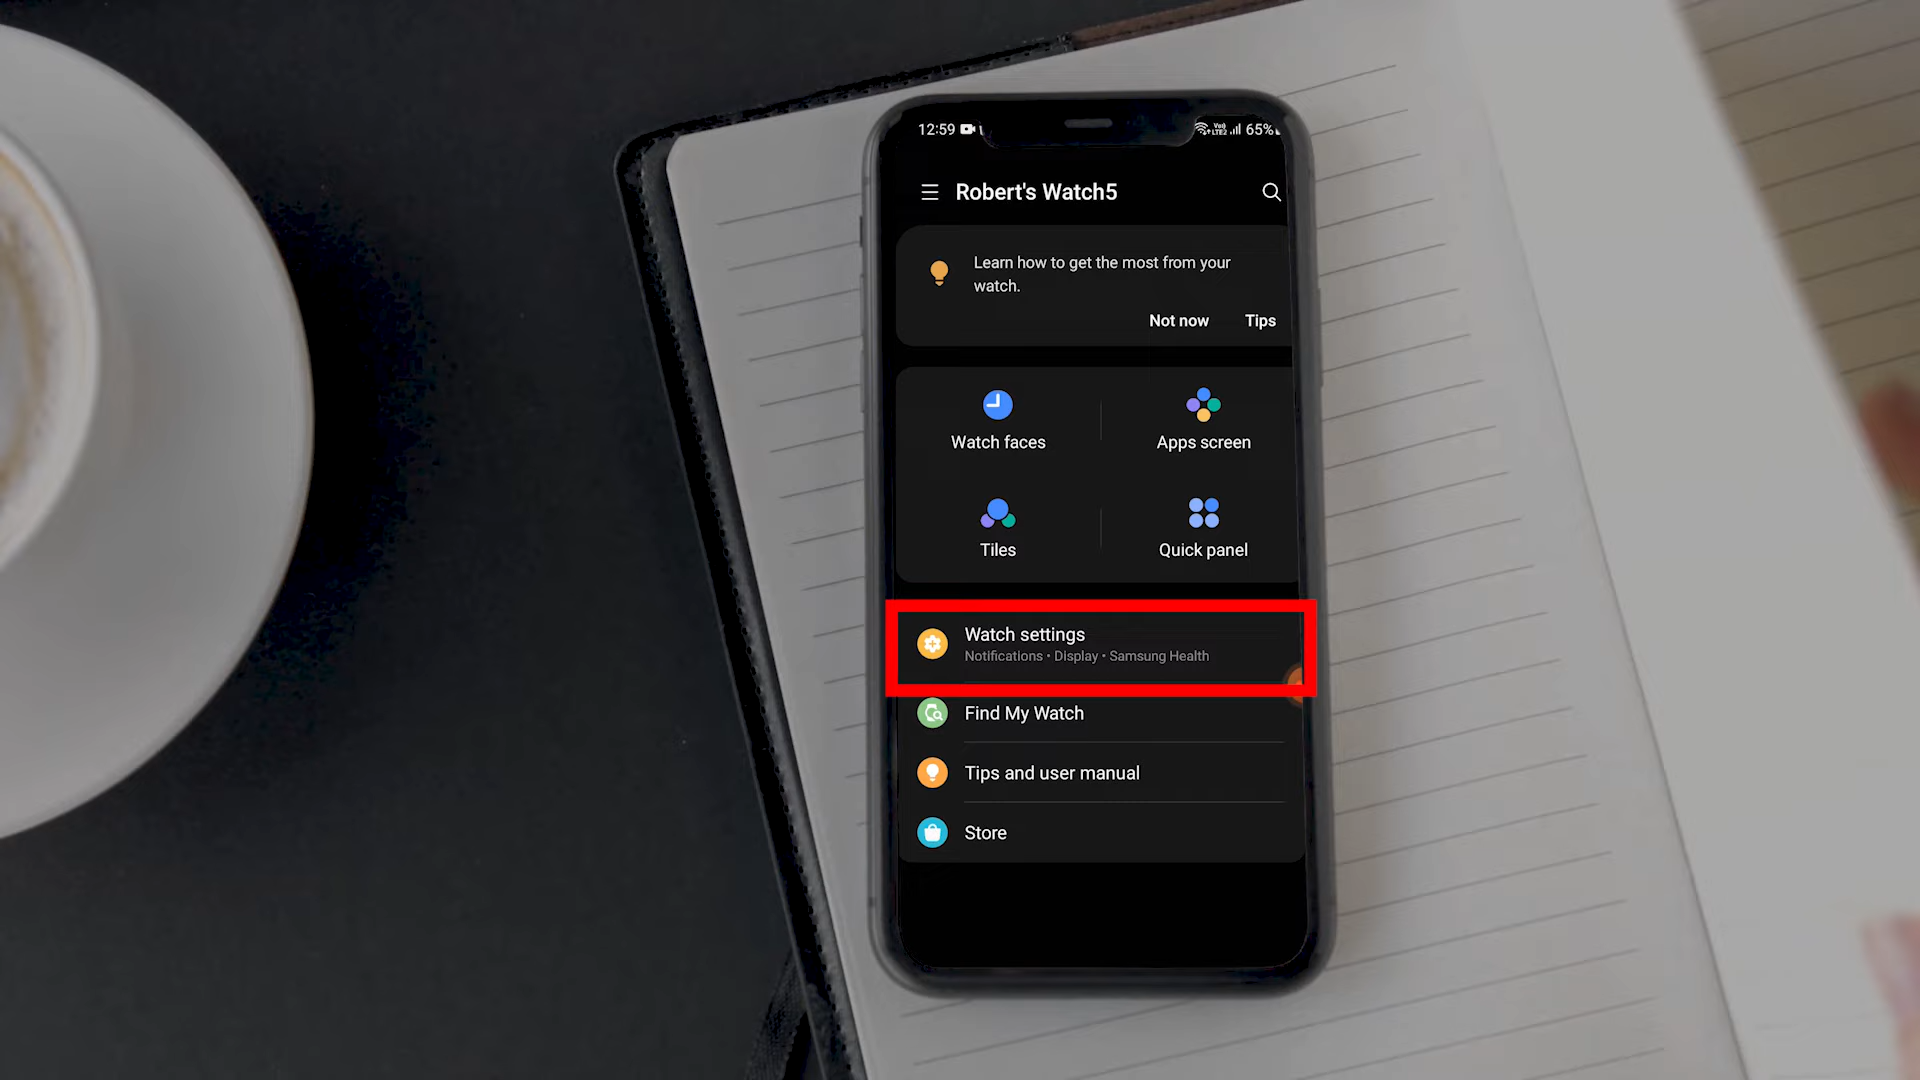 12:59
LTE2 65%
Robert's Watch5
Learn how to get the most from your
watch.
Not now Tips
Watch faces Apps screen
Tiles Quick panel
Watch settings
Notifications • Display • Samsung Health
Find My Watch
Tips and user manual
Store